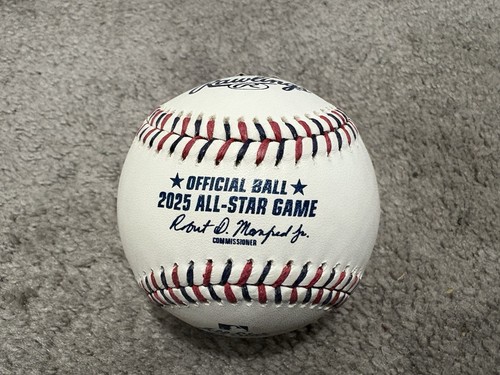 Rawlings
OFFICIAL BALL
2025 ALL-STAR GAME
Robert D. Manfred Jr.
COMMISSIONER